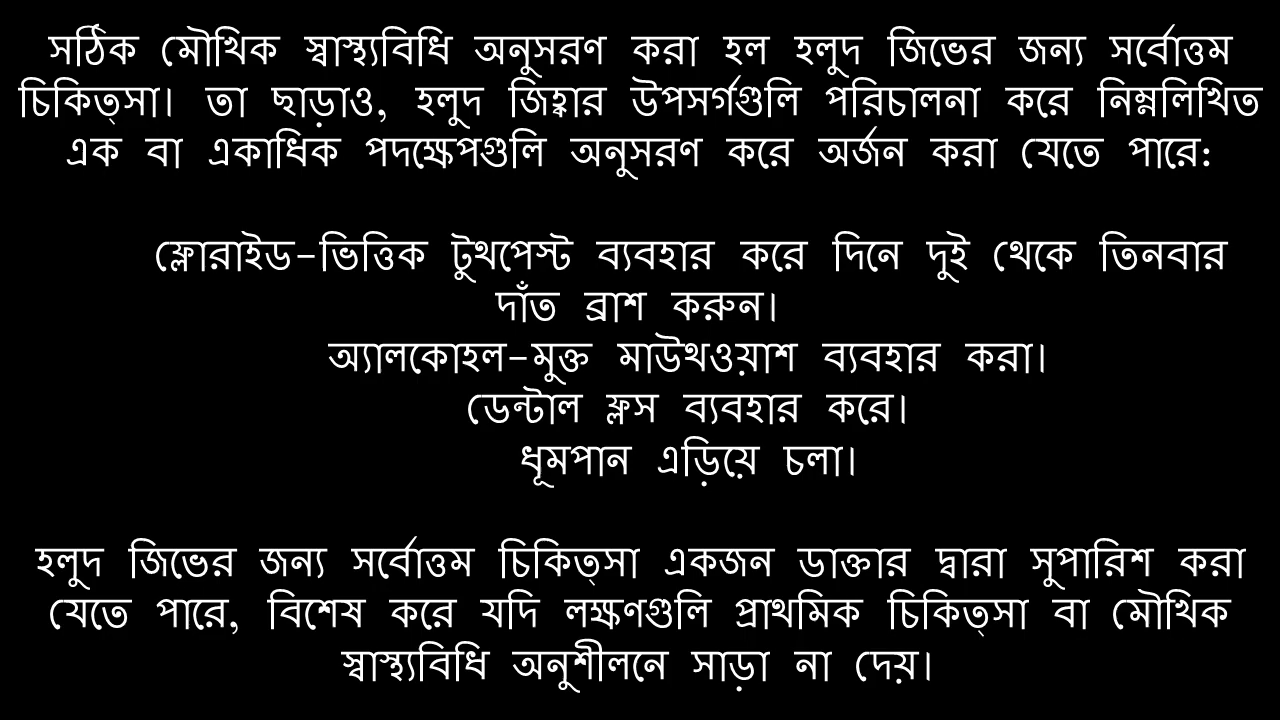 সঠিক মৌখিক স্বাস্থ্যবিধি অনুসরণ করা হল হলুদ জিভের জন্য সর্বোত্তম
চিকিত্সা। তা ছাড়াও, হলুদ জিহ্বার উপসর্গগুলি পরিচালনা করে নিম্নলিখিত
এক বা একাধিক পদক্ষেপগুলি অনুসরণ করে অর্জন করা যেতে পারে:
ফ্লোরাইড-ভিত্তিক টুথপেস্ট ব্যবহার করে দিনে দুই থেকে তিনবার
দাঁত ব্রাশ করুন।
অ্যালকোহল-মুক্ত মাউথওয়াশ ব্যবহার করা।
ডেন্টাল ফ্লস ব্যবহার করে।
ধূমপান এড়িয়ে চলা।
হলুদ জিভের জন্য সর্বোত্তম চিকিত্সা একজন ডাক্তার দ্বারা সুপারিশ করা
যেতে পারে, বিশেষ করে যদি লক্ষণগুলি প্রাথমিক চিকিত্সা বা মৌখিক
স্বাস্থ্যবিধি অনুশীলনে সাড়া না দেয়।